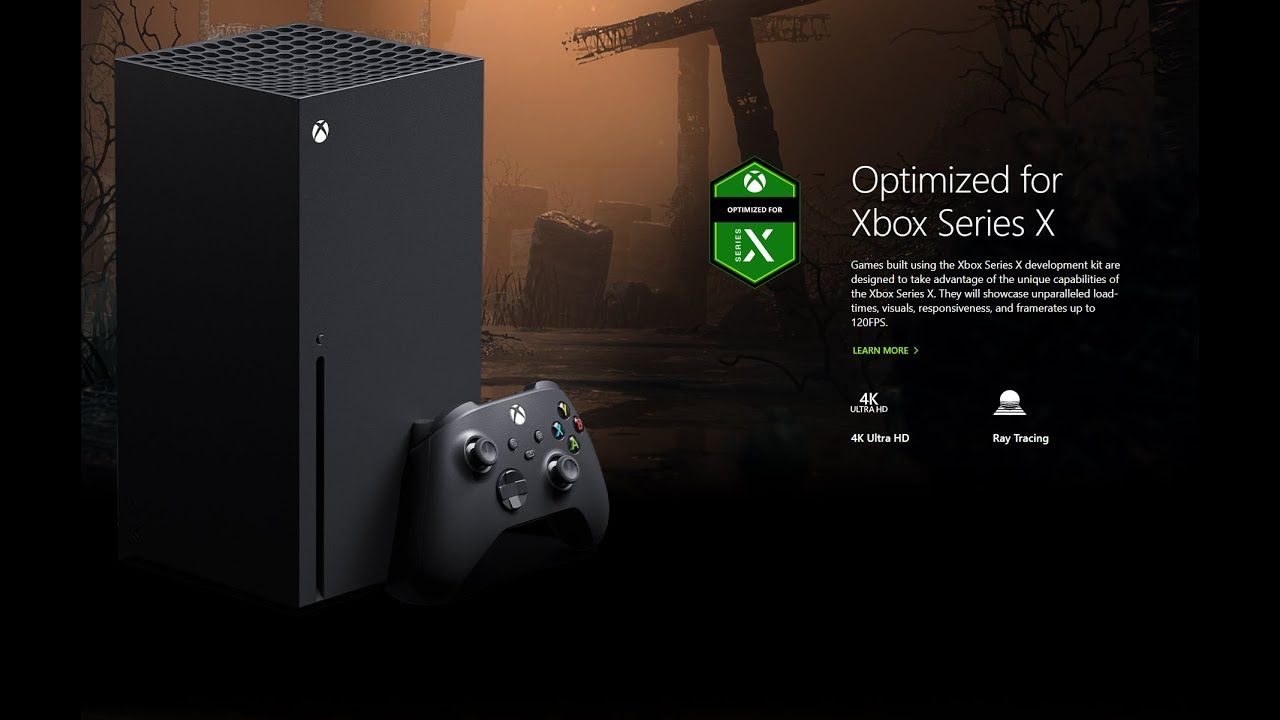 OPTIMIZED FOR
SERIES X
Optimized for
Xbox Series X
Games built using the Xbox Series X development kit are
designed to take advantage of the unique capabilities of
the Xbox Series X. They will showcase unparalleled load-
times, visuals, responsiveness, and framerates up to
120FPS.
LEARN MORE >
4K
ULTRA HD
4K Ultra HD
Ray Tracing
Y
X
B
A